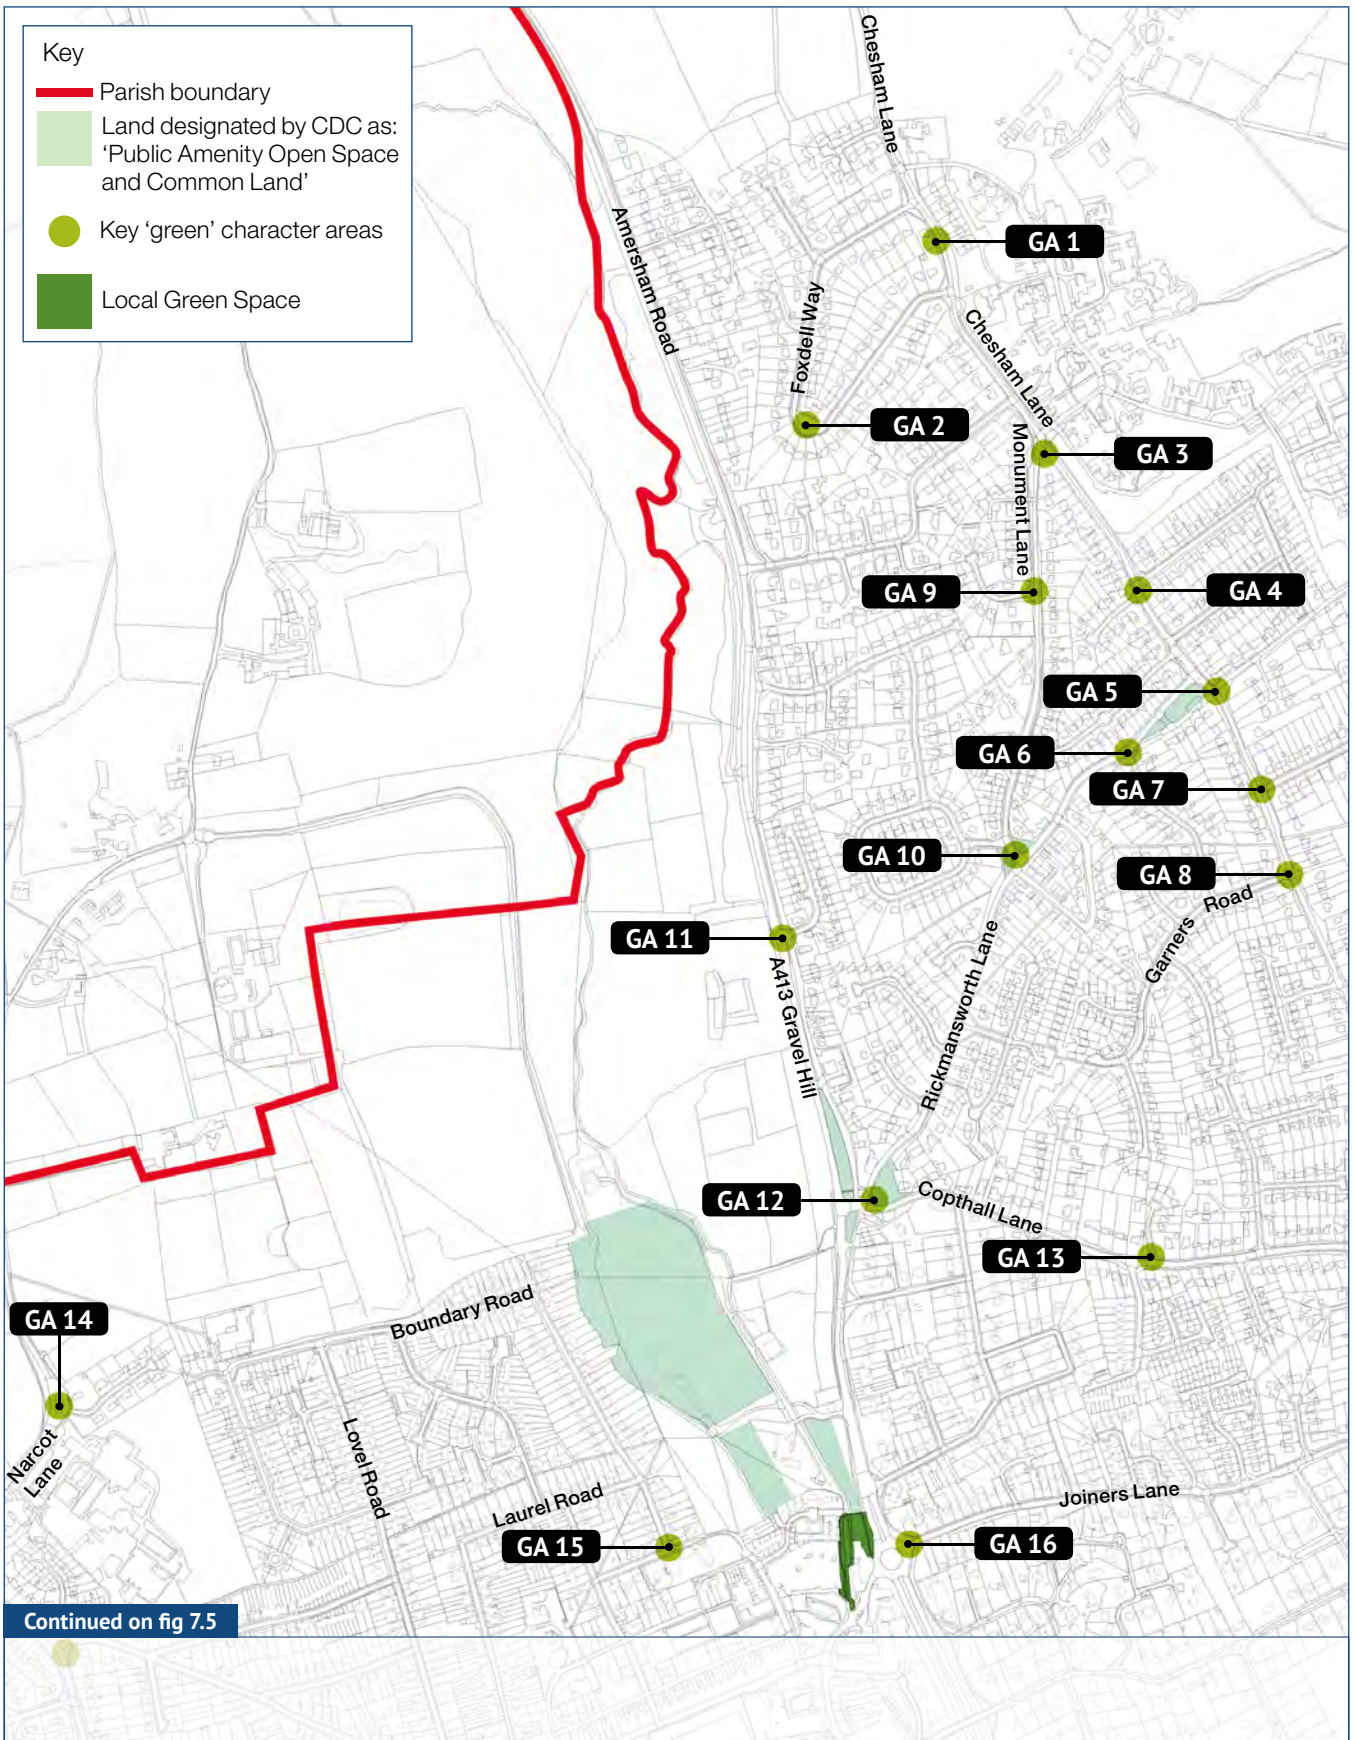 Key
Parish boundary
Land designated by CDC as:
‘Public Amenity Open Space
and Common Land’
Key ‘green’ character areas
Local Green Space
Chesham Lane
Amersham Road
GA 1
Foxdell Way
Chesham Lane
GA 2
Monument Lane
GA 3
GA 9
GA 4
GA 5
GA 6
GA 7
GA 10
GA 8
Garners Road
GA 11
A413 Gravel Hill
Rickmansworth Lane
GA 12
Copthall Lane
GA 13
GA 14
Boundary Road
Narcot
Lane
Lovel Road
Laurel Road
Joiners Lane
GA 15
GA 16
Continued on fig 7.5